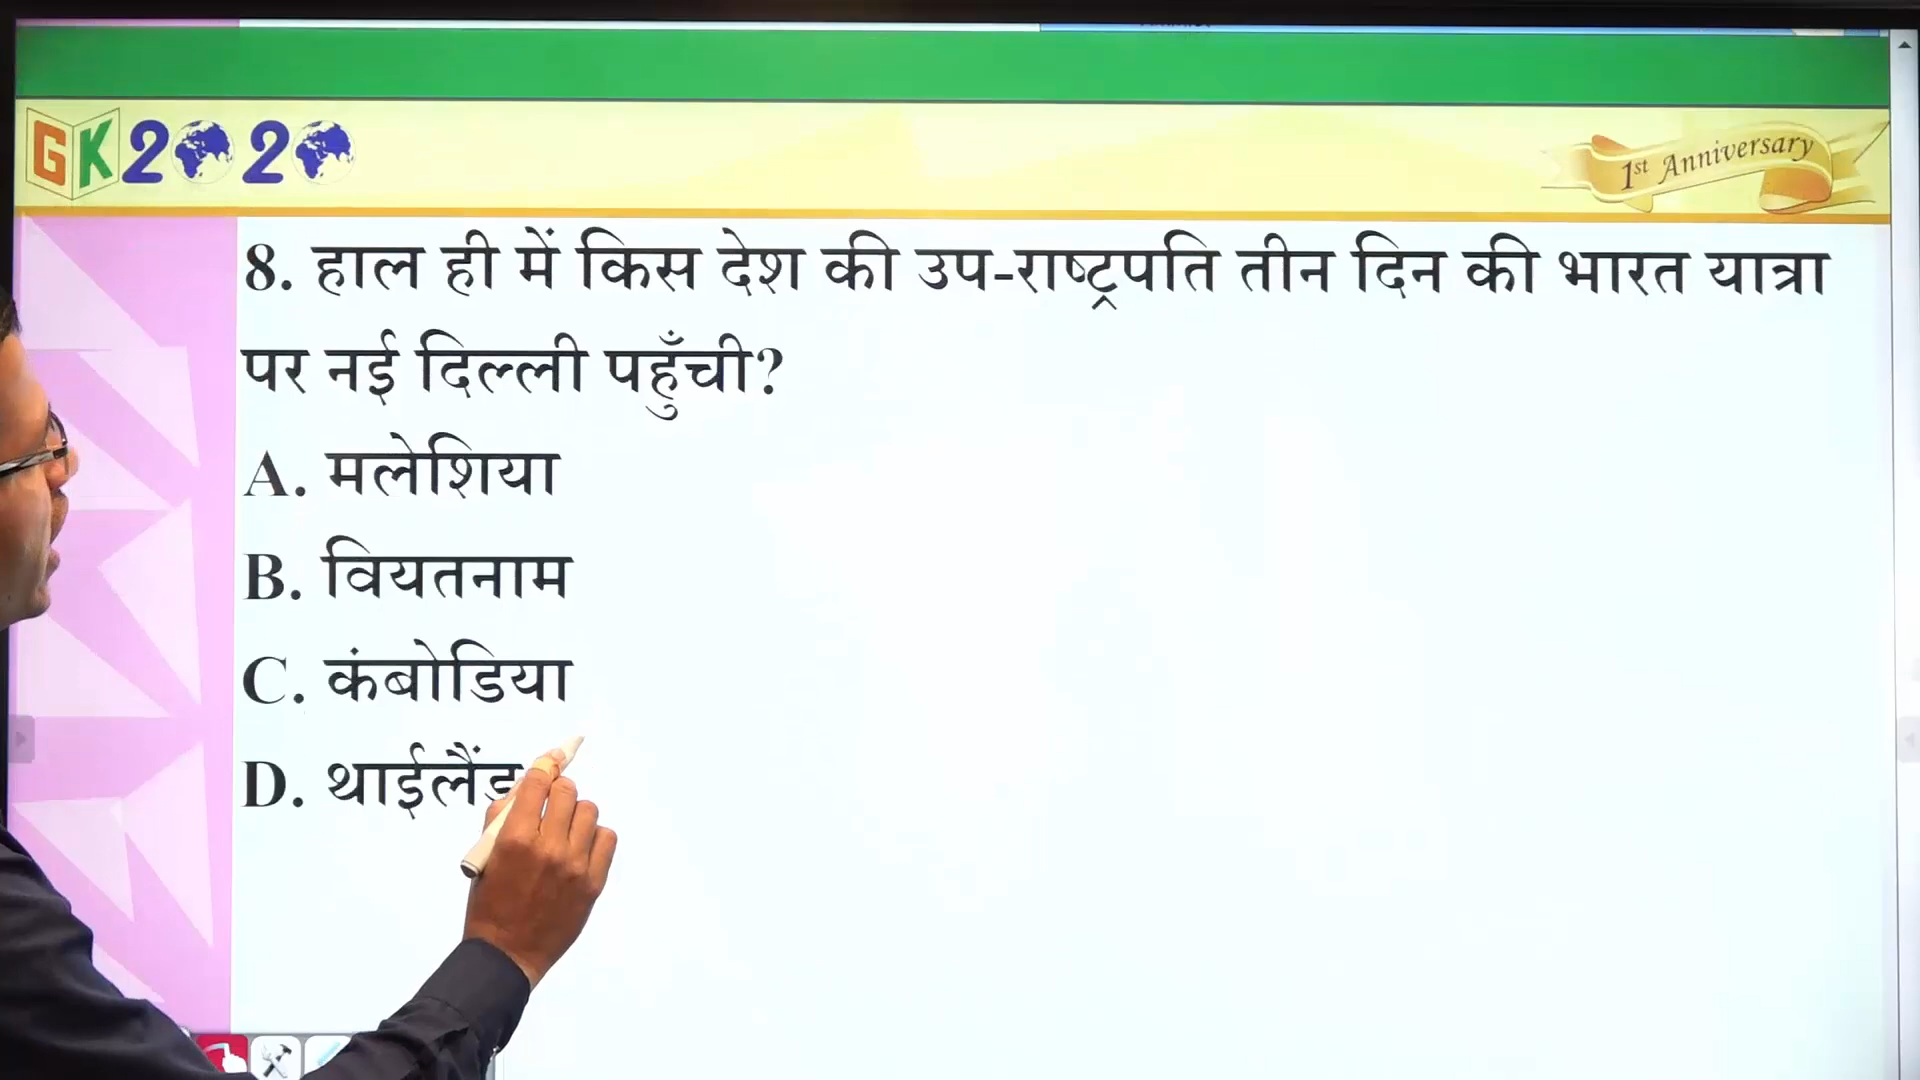 GK2020
1st Anniversary
8. हाल ही में किस देश की उप-राष्ट्रपति तीन दिन की भारत यात्रा
पर नई दिल्ली पहुँची?
A. मलेशिया
B. वियतनाम
C. कंबोडिया
D. थाईलैंड